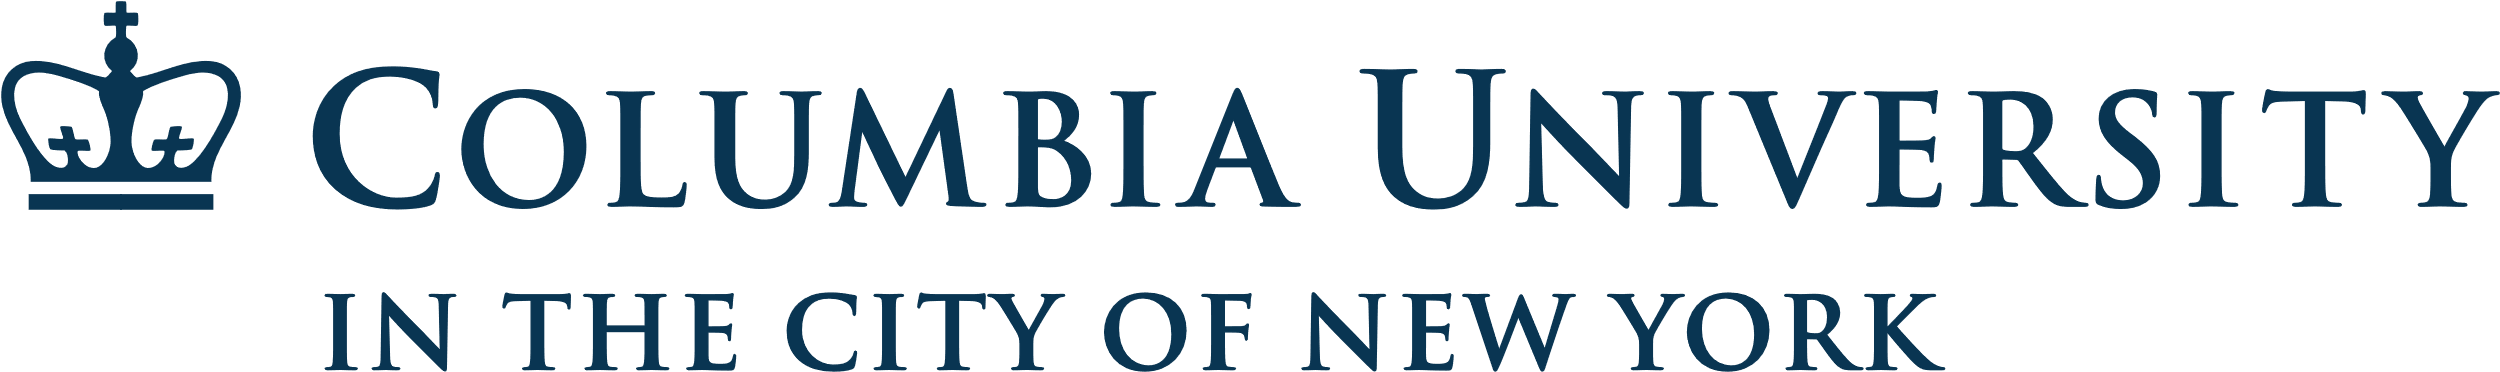 COLUMBIA UNIVERSITY
IN THE CITY OF NEW YORK